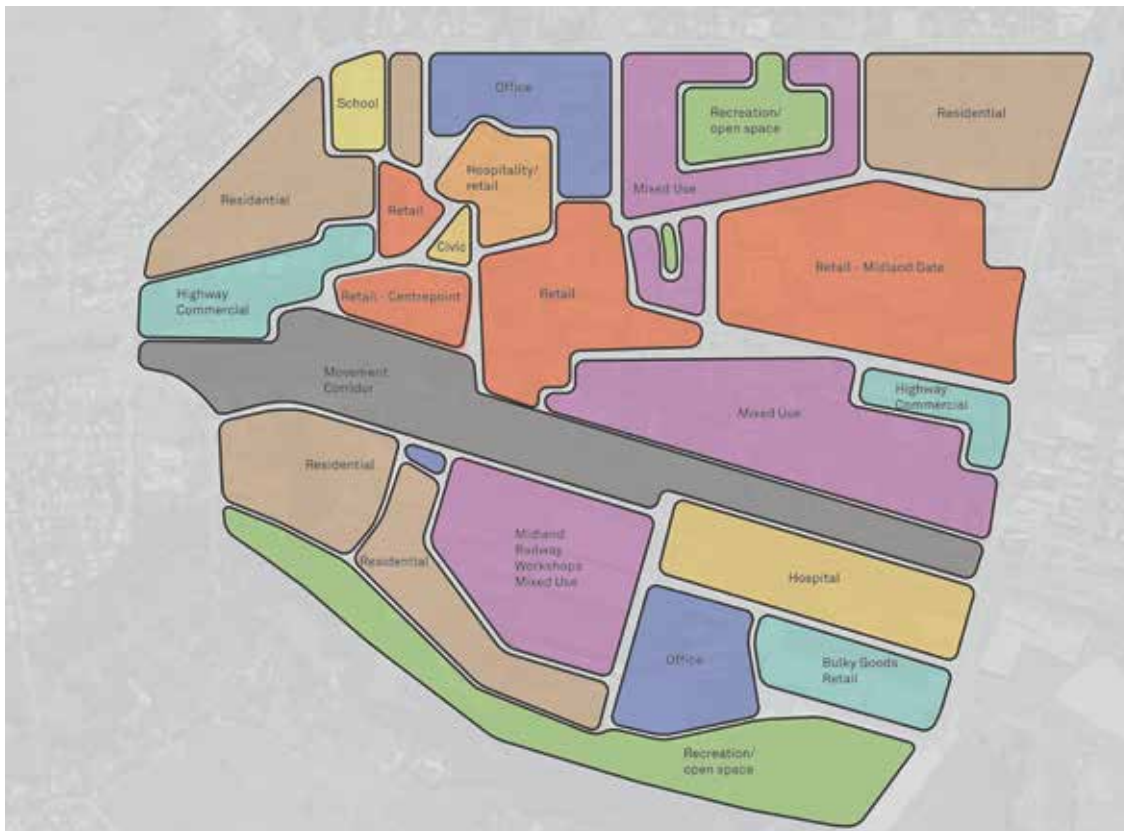 School
Office
Recreation/
open space
Residential
Hospitality/
retail
Mixed Use
Residential
Retail
Civic
Retail - Midland Gate
Highway
Commercial
Retail - Centrepoint
Retail
Movement
Corridor
Highway
Commercial
Mixed Use
Residential
Midland
Railway
Workshops
Mixed Use
Residential
Hospital
Office
Bulky Goods
Retail
Recreation/
open space